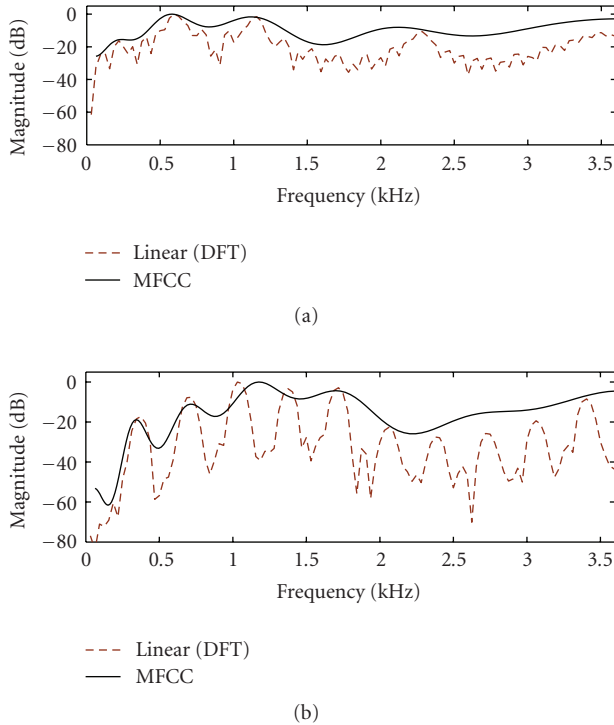 Magnitude (dB)
0
−20
−40
−60
−80
0 0.5 1 1.5 2 2.5 3 3.5
Frequency (kHz)
Linear (DFT)
MFCC
(a)
Magnitude (dB)
0
−20
−40
−60
−80
0 0.5 1 1.5 2 2.5 3 3.5
Frequency (kHz)
Linear (DFT)
MFCC
(b)